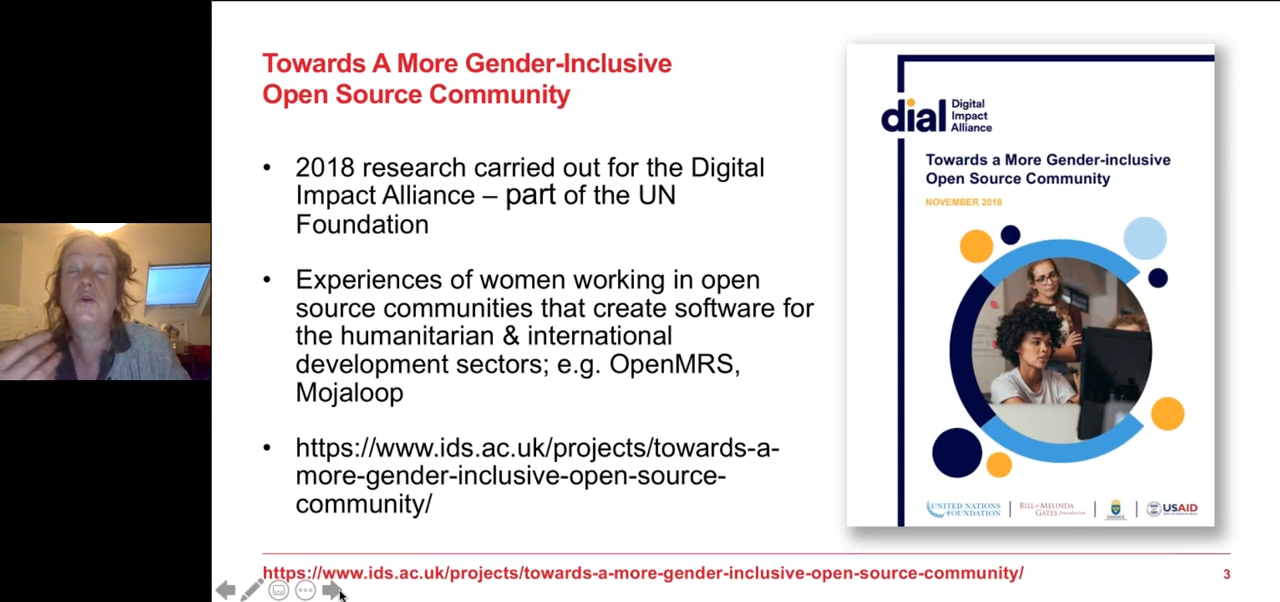 Towards A More Gender-Inclusive
Open Source Community
• 2018 research carried out for the Digital
Impact Alliance – part of the UN
Foundation
• Experiences of women working in open
source communities that create software for
the humanitarian & international
development sectors; e.g. OpenMRS,
Mojaloop
• https://www.ids.ac.uk/projects/towards-a-
more-gender-inclusive-open-source-
community/
dial
Digital
Impact
Alliance
Towards a More Gender-inclusive
Open Source Community
NOVEMBER 2018
UNITED NATIONS
FOUNDATION
BILL & MELINDA
GATES foundation
USAID
https://www.ids.ac.uk/projects/towards-a-more-gender-inclusive-open-source-community/
3